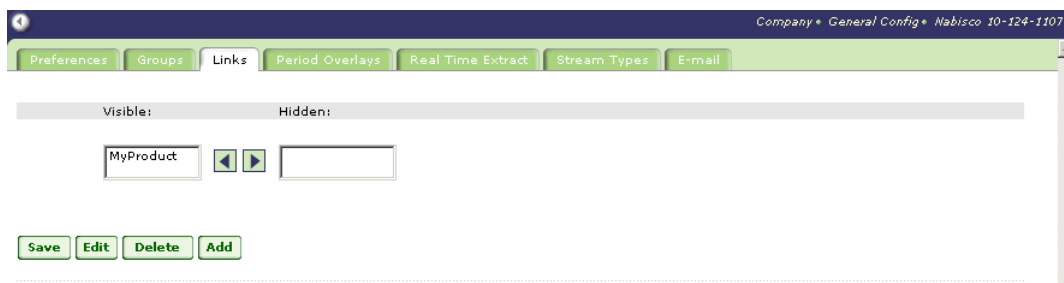 Company • General Config • Nabisco 10-124-1107
Preferences Groups Links Period Overlays Real Time Extract Stream Types E-mail
Visible: Hidden:
MyProduct
Save Edit Delete Add